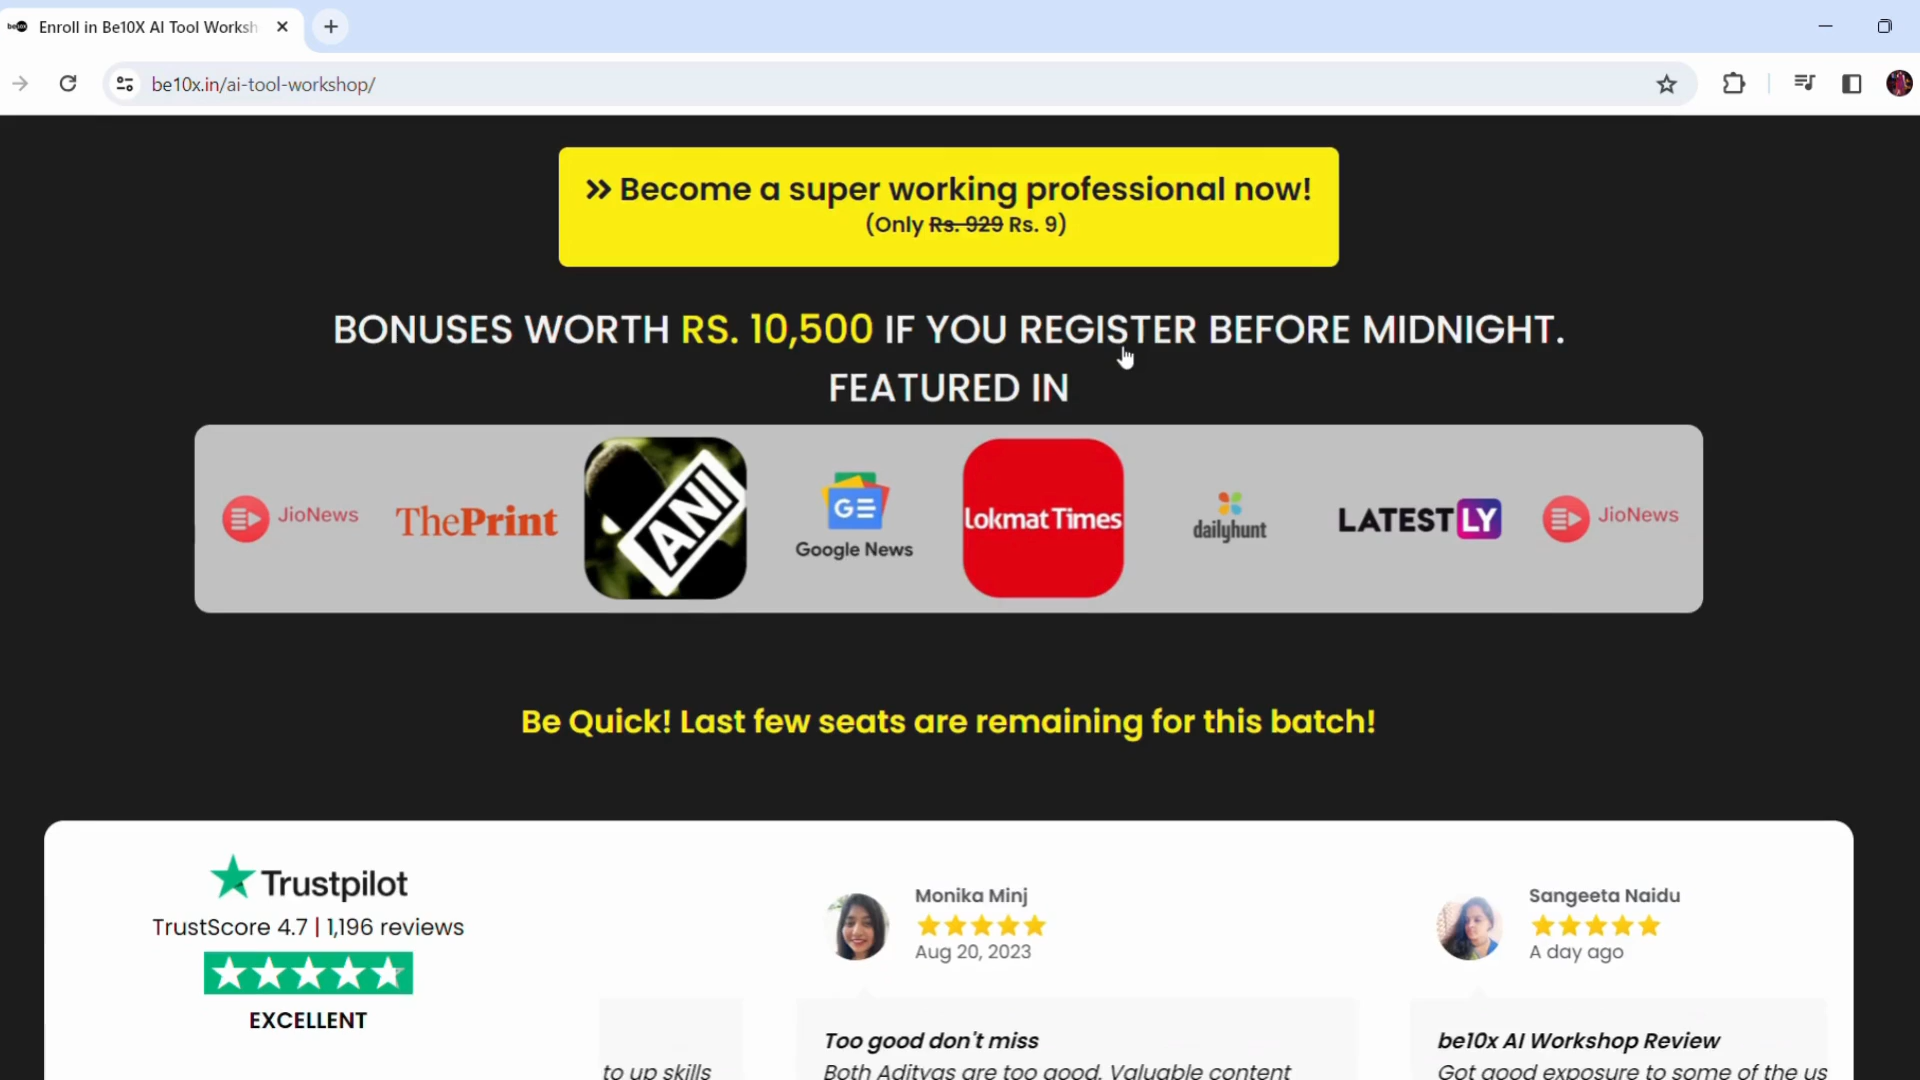 be10x
Enroll in Be10X AI Tool Worksh
be10x.in/ai-tool-workshop/
» Become a super working professional now!
(Only Rs. 929 Rs. 9)
BONUSES WORTH RS. 10,500 IF YOU REGISTER BEFORE MIDNIGHT.
FEATURED IN
JioNews
ThePrint
ANI
GE
Google News
Lokmat Times
dailyhunt
LATESTLY
JioNews
Be Quick! Last few seats are remaining for this batch!
Trustpilot
TrustScore 4.7 | 1,196 reviews
EXCELLENT
Monika Minj
Aug 20, 2023
Sangeeta Naidu
A day ago
to up skills
Too good don't miss
Both Adityas are too good. Valuable content
be10x AI Workshop Review
Got good exposure to some of the us